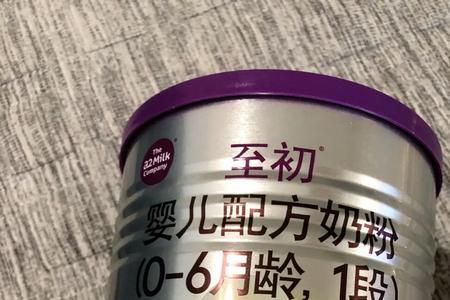 The
a2Milk
Company
至初®
婴儿配方奶粉
(0-6月龄, 1段)